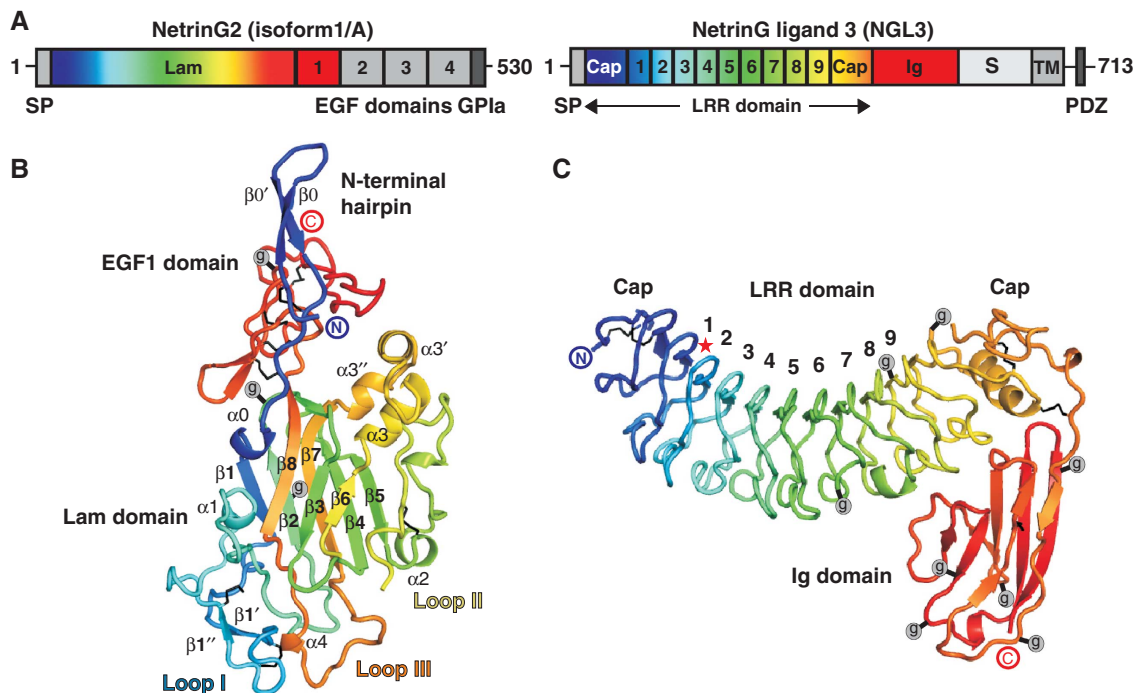 A
NetrinG2 (isoform1/A)
1 Lam 1 2 3 4 530
SP EGF domains GPIa
NetrinG ligand 3 (NGL3)
1 Cap 1 2 3 4 5 6 7 8 9 Cap Ig S TM 713
SP LRR domain PDZ
B
β0′ β0 N-terminal
hairpin
C
g
EGF1 domain
N
α3′
α3″
g
α0
α3
β1 β8 β7
α1 g β6 β5
Lam domain β2 β3 β4
α2
β1′ Loop II
β1″ α4
Loop I Loop III
C
Cap LRR domain Cap
g
1
N 2 3 4 5 6 7 8 9
g
g
g
Ig domain
g
g
g
g
C